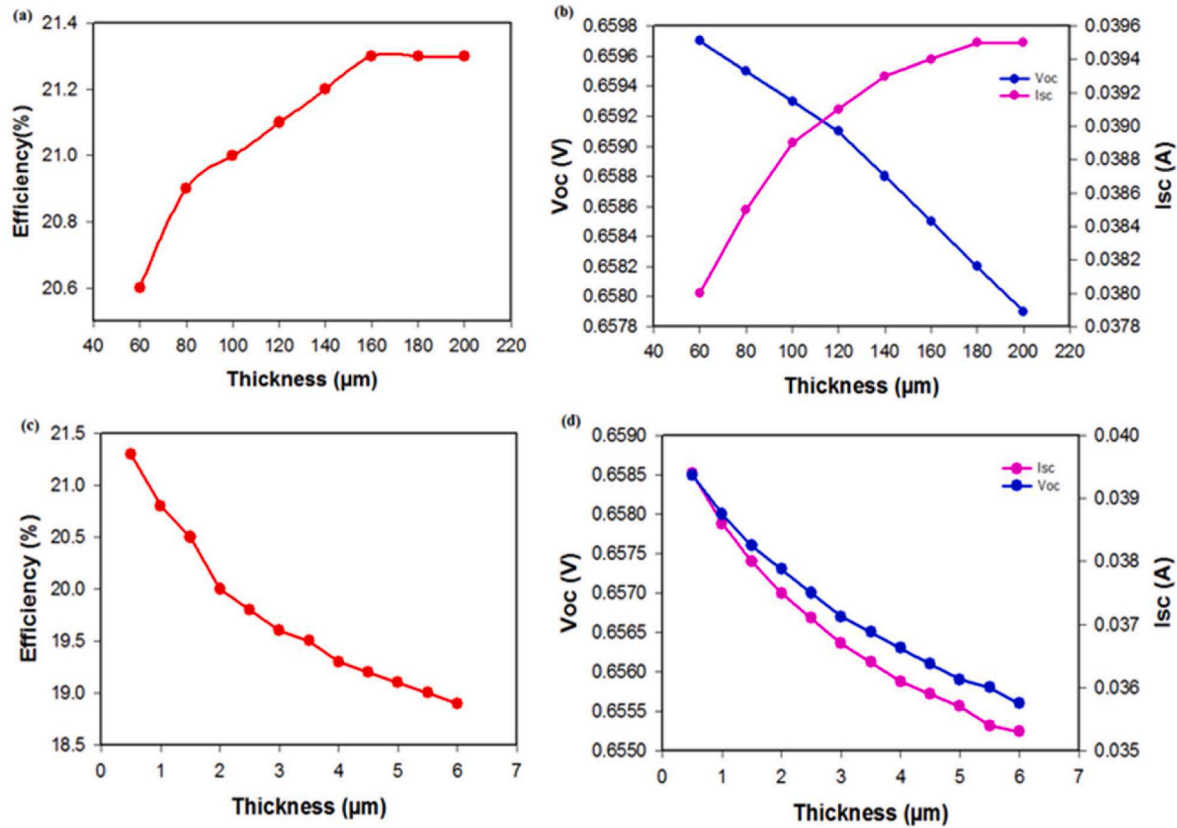 (a)
21.4
21.2
21.0
20.8
20.6
Efficiency(%)
40 60 80 100 120 140 160 180 200 220
Thickness (µm)
(b)
0.6598
0.6596
0.6594
0.6592
0.6590
0.6588
0.6586
0.6584
0.6582
0.6580
0.6578
Voc (V)
Voc
Isc
0.0396
0.0394
0.0392
0.0390
0.0388
0.0386
0.0384
0.0382
0.0380
0.0378
Isc (A)
40 60 80 100 120 140 160 180 200 220
Thickness (µm)
(c)
21.5
21.0
20.5
20.0
19.5
19.0
18.5
Efficiency (%)
0 1 2 3 4 5 6 7
Thickness (µm)
(d)
0.6590
0.6585
0.6580
0.6575
0.6570
0.6565
0.6560
0.6555
0.6550
Voc (V)
Isc
Voc
0.040
0.039
0.038
0.037
0.036
0.035
Isc (A)
0 1 2 3 4 5 6 7
Thickness (µm)